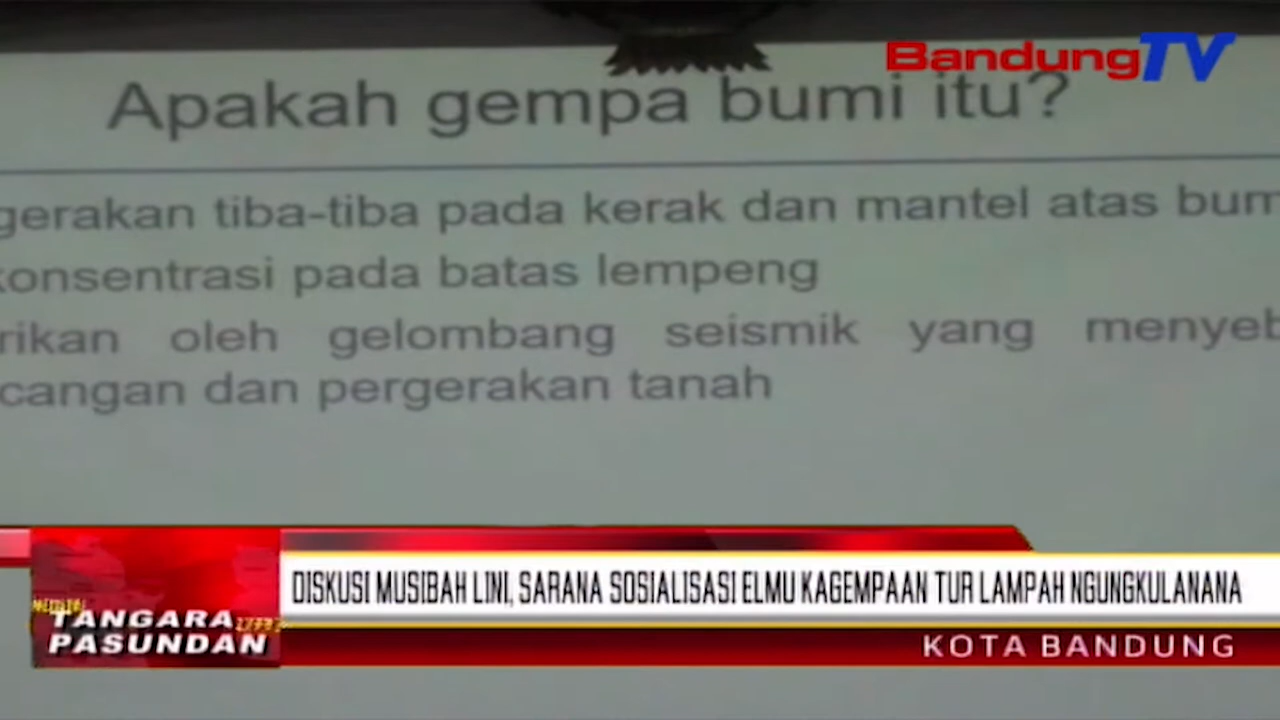 BandungTV
Apakah gempa bumi itu?
gerakan tiba-tiba pada kerak dan mantel atas bum
konsentrasi pada batas lempeng
rikan oleh gelombang seismik yang menyeb
cangan dan pergerakan tanah
DISKUSI MUSIBAH LINI, SARANA SOSIALISASI ELMU KAGEMPAAN TUR LAMPAH NGUNGKULANANA
TANGARA
PASUNDAN
KOTA BANDUNG